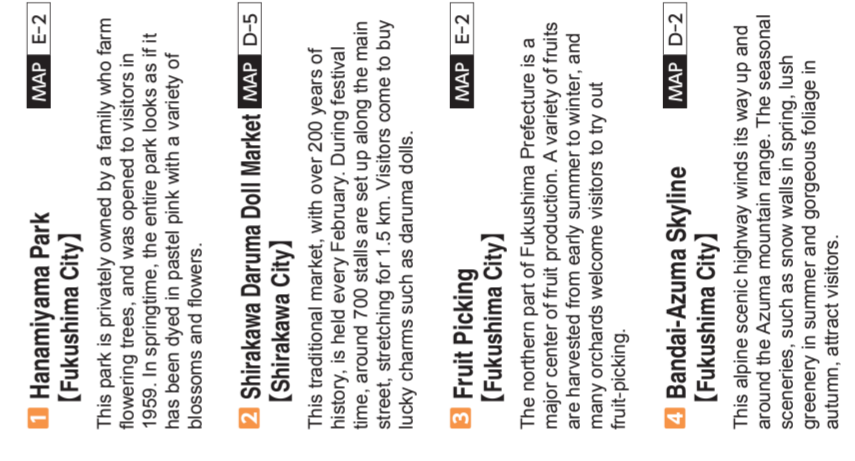 1 Hanamiyama Park MAP E-2
【Fukushima City】
This park is privately owned by a family who farm
flowering trees, and was opened to visitors in
1959. In springtime, the entire park looks as if it
has been dyed in pastel pink with a variety of
blossoms and flowers.
2 Shirakawa Daruma Doll Market MAP D-5
【Shirakawa City】
This traditional market, with over 200 years of
history, is held every February. During festival
time, around 700 stalls are set up along the main
street, stretching for 1.5 km. Visitors come to buy
lucky charms such as daruma dolls.
3 Fruit Picking MAP E-2
【Fukushima City】
The northern part of Fukushima Prefecture is a
major center of fruit production. A variety of fruits
are harvested from early summer to winter, and
many orchards welcome visitors to try out
fruit-picking.
4 Bandai-Azuma Skyline MAP D-2
【Fukushima City】
This alpine scenic highway winds its way up and
around the Azuma mountain range. The seasonal
sceneries, such as snow walls in spring, lush
greenery in summer and gorgeous foliage in
autumn, attract visitors.